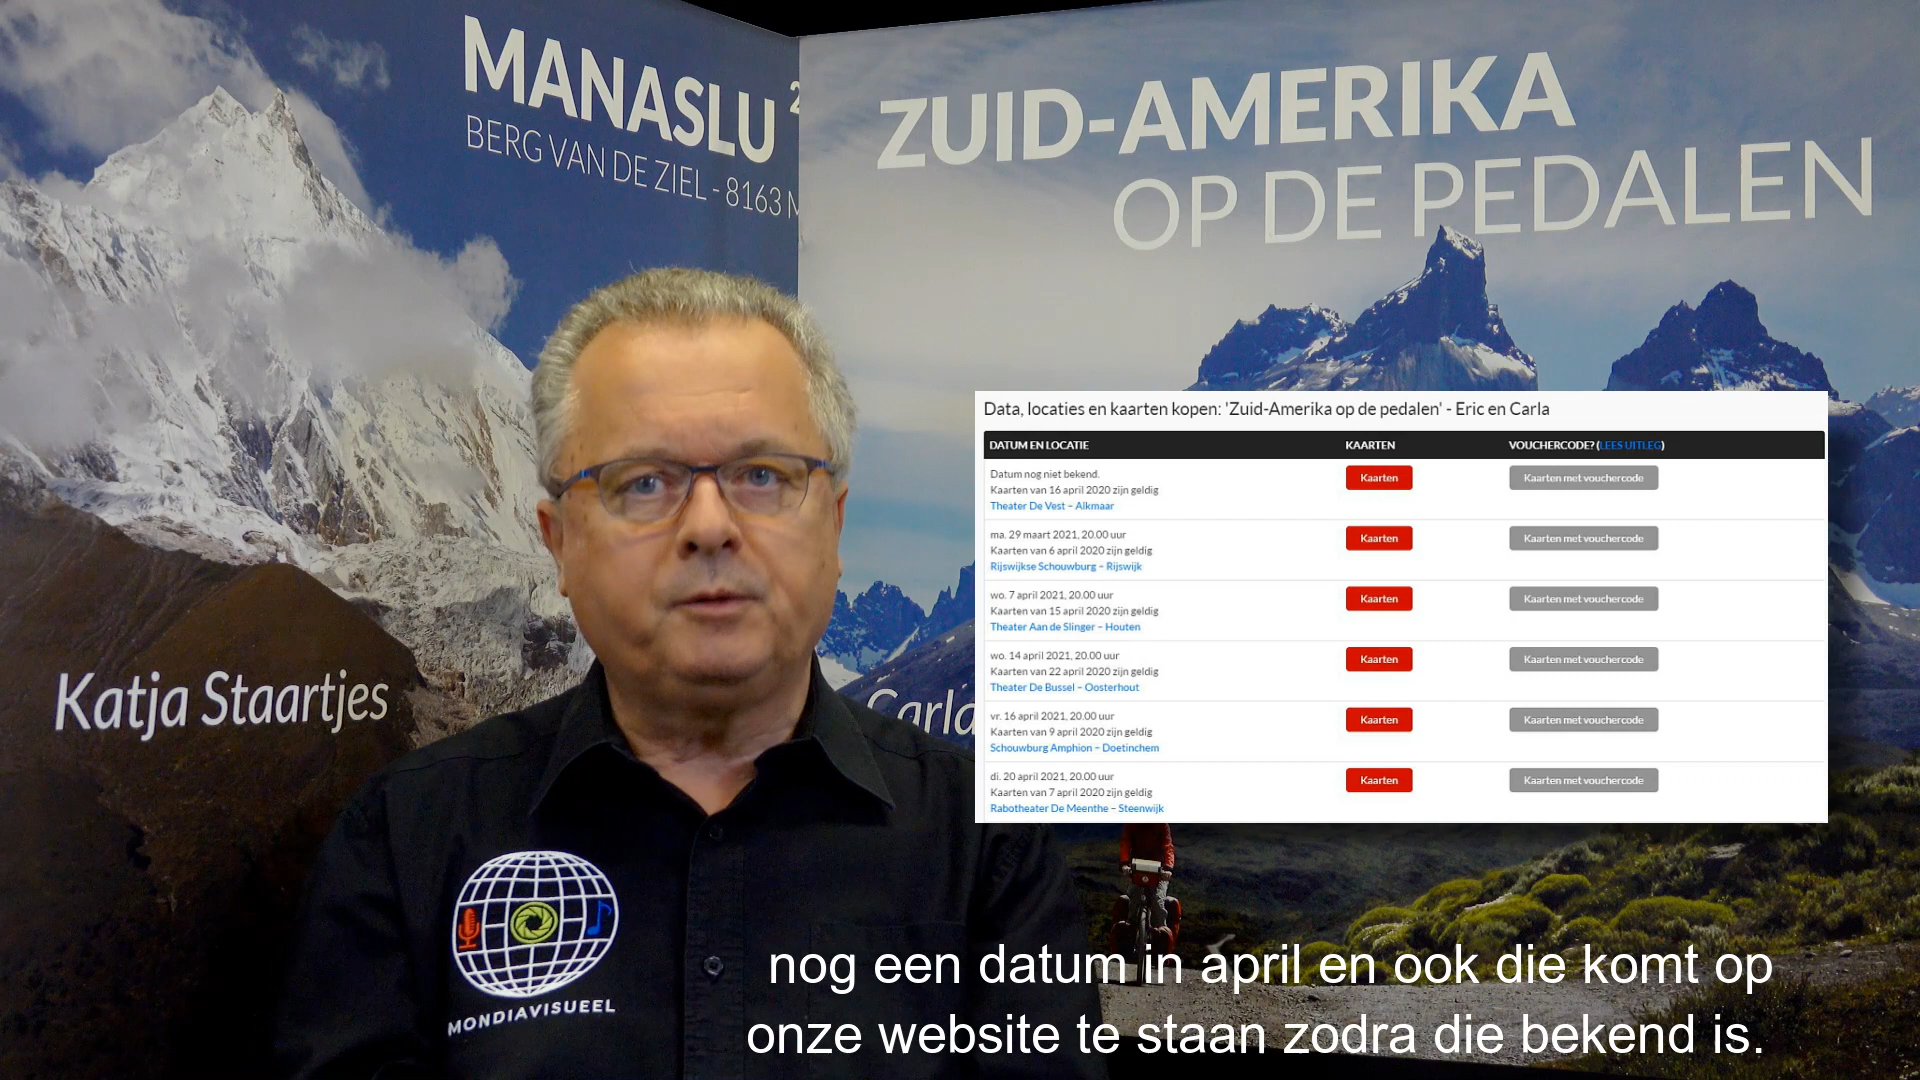 MANASLU
BERG VAN DE ZIEL - 8163
ZUID-AMERIKA
OP DE PEDALEN
Katja Staartjes
Carla
Data, locaties en kaarten kopen: 'Zuid-Amerika op de pedalen' - Eric en Carla
DATUM EN LOCATIE KAARTEN VOUCHERCODE? (LEES UITLEG)
Datum nog niet bekend.
Kaarten van 16 april 2020 zijn geldig
Theater De Vest – Alkmaar
Kaarten Kaarten met vouchercode
ma. 29 maart 2021, 20.00 uur
Kaarten van 6 april 2020 zijn geldig
Rijswijkse Schouwburg – Rijswijk
Kaarten Kaarten met vouchercode
wo. 7 april 2021, 20.00 uur
Kaarten van 15 april 2020 zijn geldig
Theater Aan de Slinger – Houten
Kaarten Kaarten met vouchercode
wo. 14 april 2021, 20.00 uur
Kaarten van 22 april 2020 zijn geldig
Theater De Bussel – Oosterhout
Kaarten Kaarten met vouchercode
vr. 16 april 2021, 20.00 uur
Kaarten van 9 april 2020 zijn geldig
Schouwburg Amphion – Doetinchem
Kaarten Kaarten met vouchercode
di. 20 april 2021, 20.00 uur
Kaarten van 7 april 2020 zijn geldig
Rabotheater De Meenthe – Steenwijk
Kaarten Kaarten met vouchercode
MONDIAVISUEEL
nog een datum in april en ook die komt op
onze website te staan zodra die bekend is.